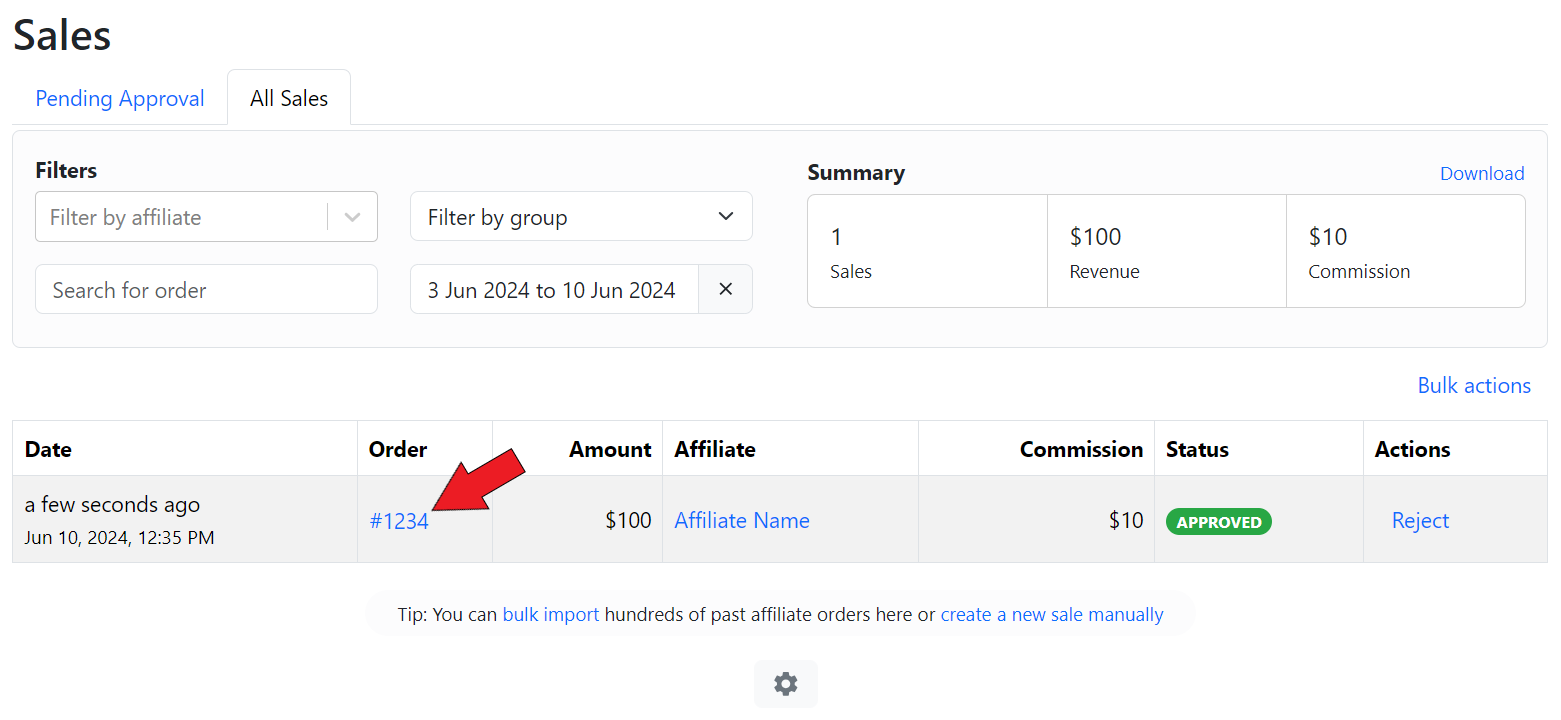 Sales
Pending Approval
All Sales
Filters
Filter by affiliate
Filter by group
Search for order
3 Jun 2024 to 10 Jun 2024
Summary
Download
1
Sales
$100
Revenue
$10
Commission
Bulk actions
Date Order Amount Affiliate Commission Status Actions
a few seconds ago
Jun 10, 2024, 12:35 PM
#1234 $100 Affiliate Name $10 APPROVED Reject
Tip: You can bulk import hundreds of past affiliate orders here or create a new sale manually